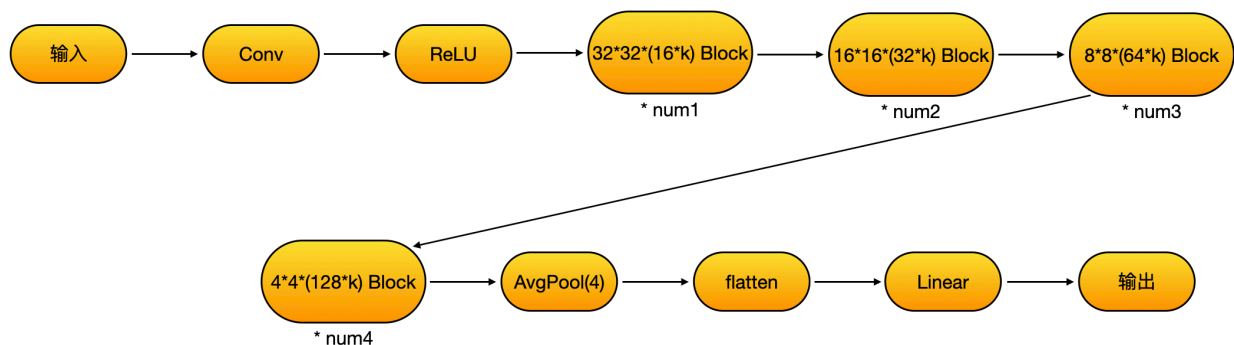 输入
Conv
ReLU
32*32*(16*k) Block
* num1
16*16*(32*k) Block
* num2
8*8*(64*k) Block
* num3
4*4*(128*k) Block
* num4
AvgPool(4)
flatten
Linear
输出